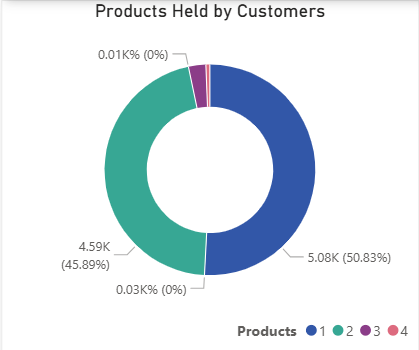 Products Held by Customers
0.01K% (0%)
4.59K
(45.89%)
5.08K (50.83%)
0.03K% (0%)
Products 1 2 3 4